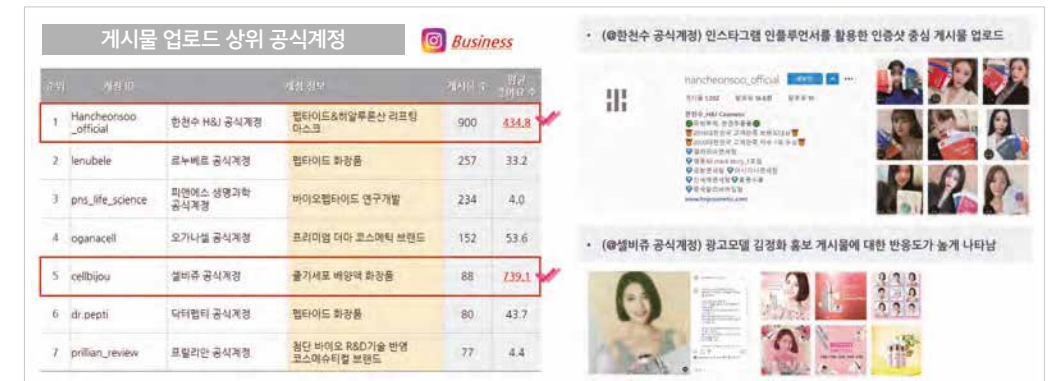 게시물 업로드 상위 공식계정
Business
순위 계정 ID 계정 정보 게시물 수 평균
좋아요 수
1 Hancheonsoo
_official 한천수 H&J 공식계정 펩타이드&히알루론산 리프팅
마스크 900 434.8
2 lenubele 르누베르 공식계정 펩타이드 화장품 257 33.2
3 pns_life_science 피앤에스 생명과학
공식계정 바이오펩타이드 연구개발 234 4.0
4 oganacell 오가나셀 공식계정 프리미엄 더마 코스메틱 브랜드 152 53.6
5 cellbijou 셀비쥬 공식계정 줄기세포 배양액 화장품 88 739.1
6 dr.pepti 닥터펩티 공식계정 펩타이드 화장품 80 43.7
7 prillian_review 프릴리안 공식계정 첨단 바이오 R&D기술 반영
코스메슈티컬 브랜드 77 4.4
• (@한천수 공식계정) 인스타그램 인플루언서를 활용한 인증샷 중심 게시물 업로드
hancheonsoo_official
한천수_H&J Cosmetic
www.hnjcosmetic.com
• (@셀비쥬 공식계정) 광고모델 김정화 홍보 게시물에 대한 반응도가 높게 나타남